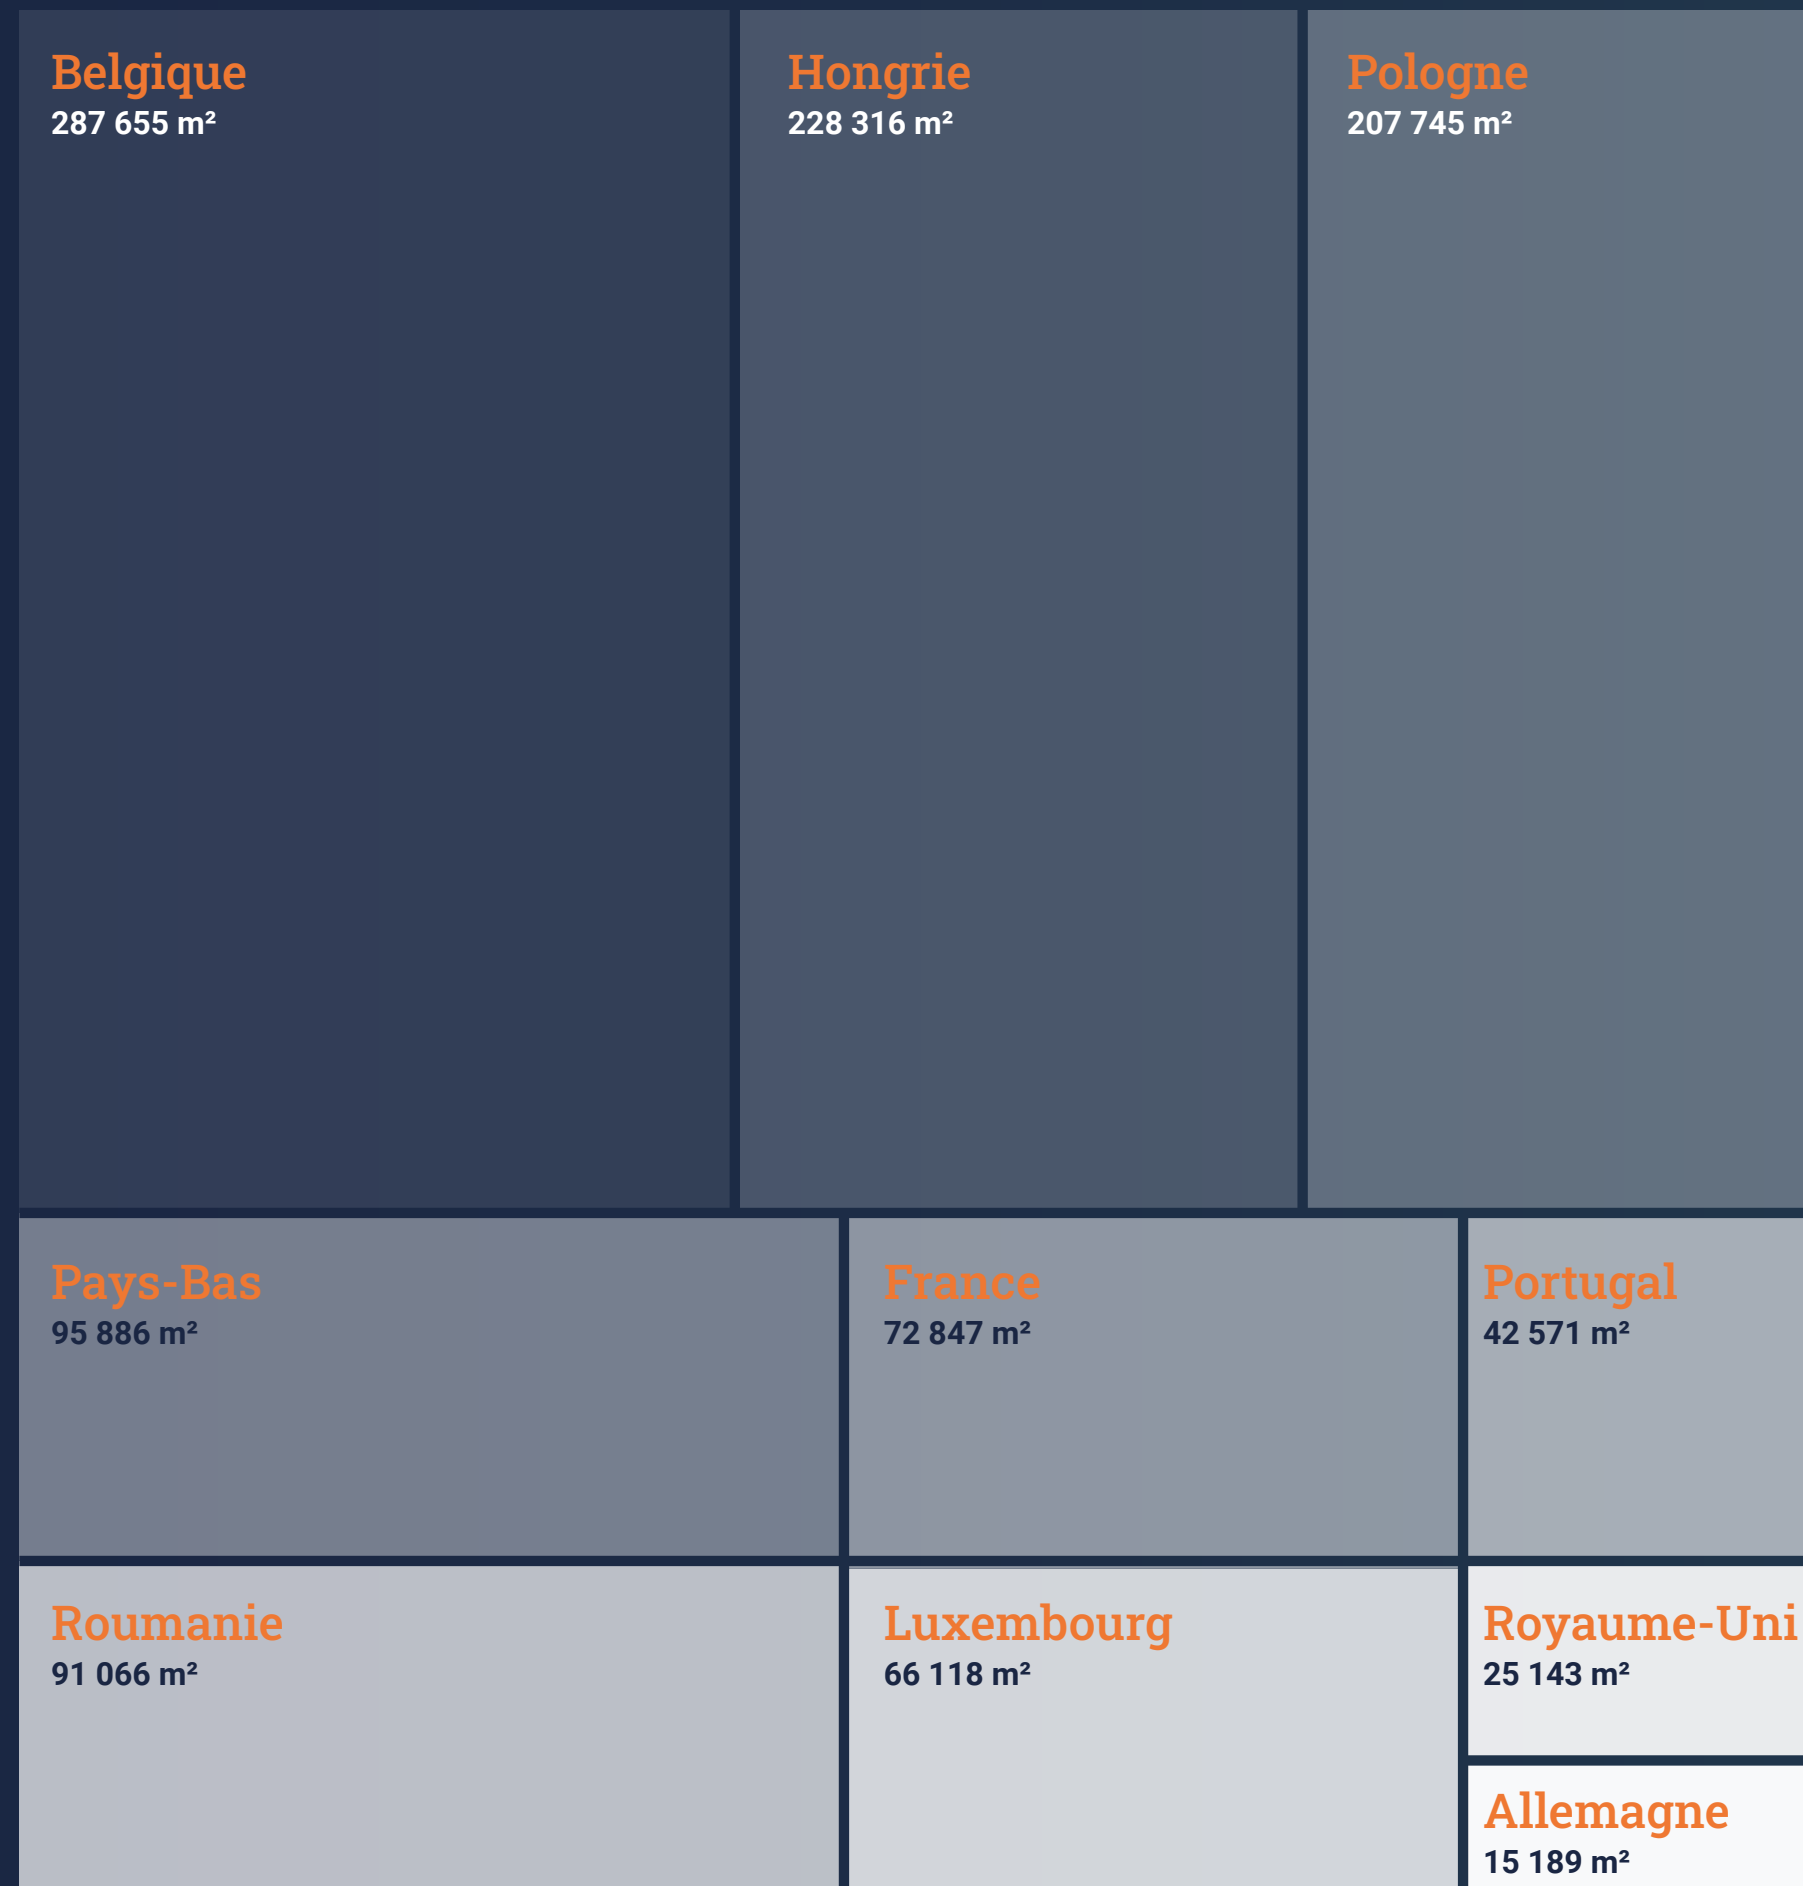 Belgique
287 655 m²
Hongrie
228 316 m²
Pologne
207 745 m²
Pays-Bas
95 886 m²
France
72 847 m²
Portugal
42 571 m²
Roumanie
91 066 m²
Luxembourg
66 118 m²
Royaume-Uni
25 143 m²
Allemagne
15 189 m²